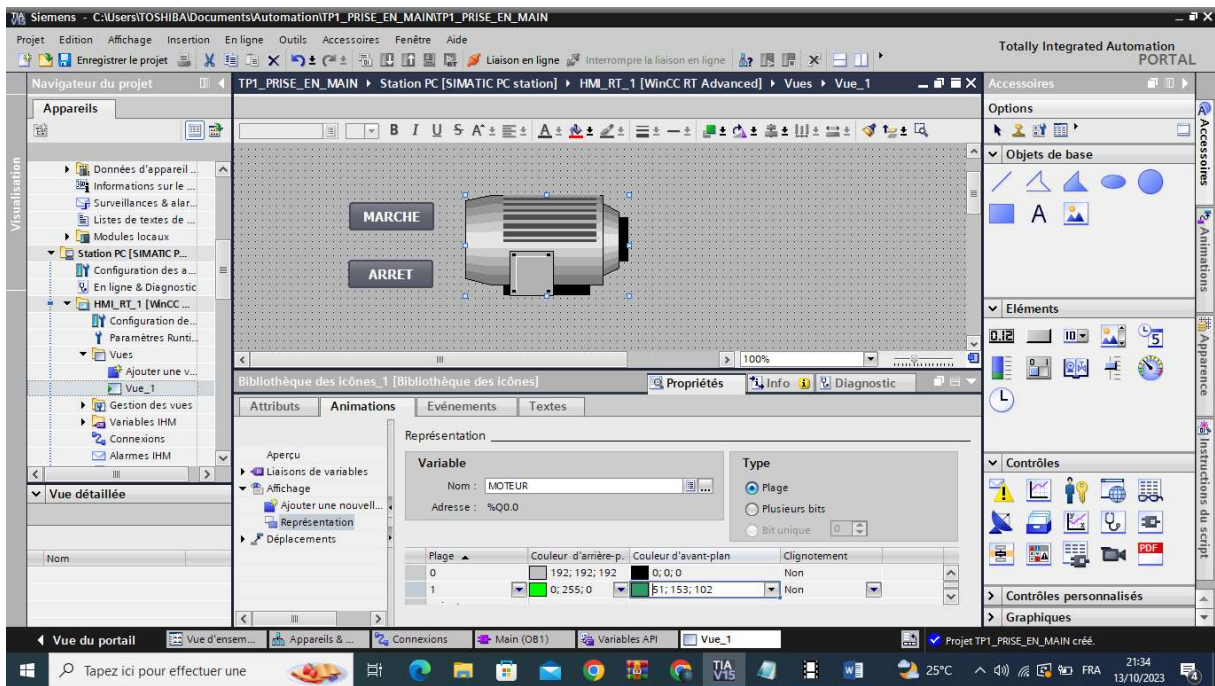 Siemens - C:\Users\TOSHIBA\Documents\Automation\TP1_PRISE_EN_MAIN\TP1_PRISE_EN_MAIN
Projet Edition Affichage Insertion En ligne Outils Accessoires Fenêtre Aide
Totally Integrated Automation
PORTAL
Enregistrer le projet
Liaison en ligne
Interrompre la liaison en ligne
Navigateur du projet
TP1_PRISE_EN_MAIN Station PC [SIMATIC PC station] HMI_RT_1 [WinCC RT Advanced] Vues Vue_1
Accessoires
Appareils
Options
B I U S A
Visualisation
Données d'appareil ..
Informations sur le ...
Surveillances & alar...
Listes de textes de ...
Modules locaux
Station PC [SIMATIC P...
Configuration des a...
En ligne & Diagnostic
HMI_RT_1 [WinCC ...
Configuration de...
Paramètres Runti...
Vues
Ajouter une v...
Vue_1
Gestion des vues
Variables IHM
Connexions
Alarmes IHM
Vue détaillée
Nom
MARCHE
ARRET
100%
Bibliothèque des icônes_1 [Bibliothèque des icônes]
Propriétés
Info
Diagnostic
Attributs Animations Evénements Textes
Aperçu
Liaisons de variables
Affichage
Ajouter une nouvell...
Représentation
Déplacements
Représentation
Variable
Nom : MOTEUR
Adresse : %Q0.0
Type
Plage
Plusieurs bits
Bit unique 0
Plage Couleur d'arrière-p. Couleur d'avant-plan Clignotement
0 192; 192; 192 0; 0; 0 Non
1 0; 255; 0 51; 153; 102 Non
Objets de base
A
Eléments
0.12
10
5
Contrôles
PDF
Contrôles personnalisés
Graphiques
Accessoires
Animations
Apparence
Instructions du script
Vue du portail
Vue d'ensem...
Appareils & ...
Connexions
Main (OB1)
Variables API
Vue_1
Projet TP1_PRISE_EN_MAIN créé.
Tapez ici pour effectuer une
TIA
V15
25°C
FRA
21:34
13/10/2023